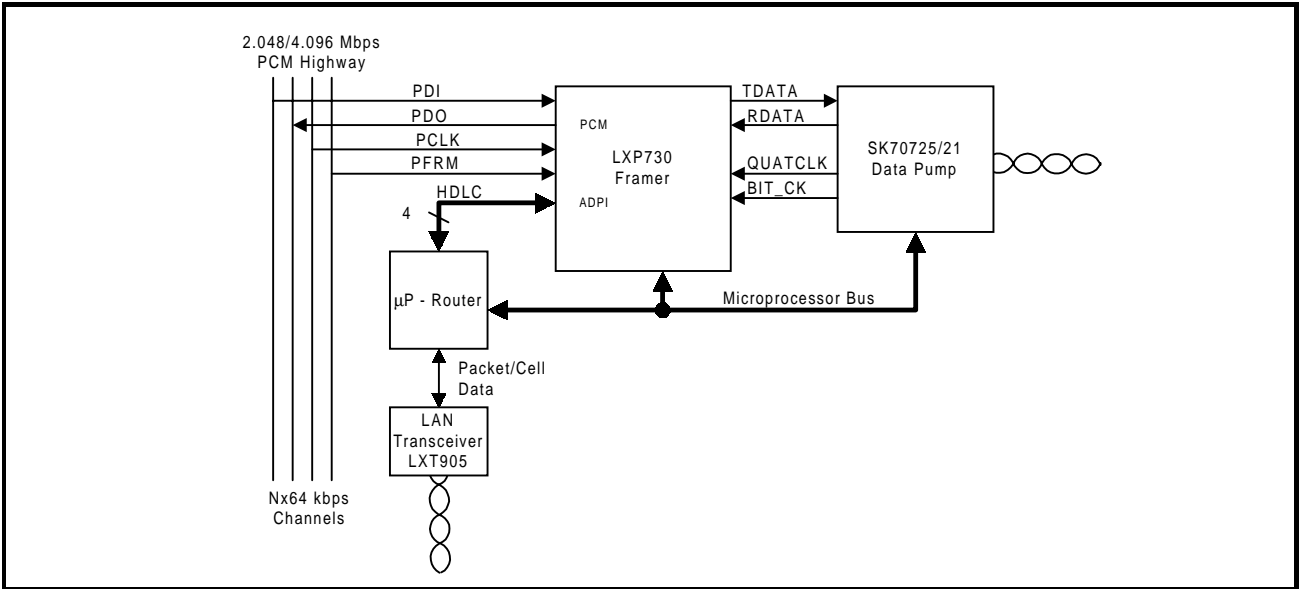 2.048/4.096 Mbps
PCM Highway
PDI
PDO
PCLK
PFRM
HDLC
4
PCM
LXP730
Framer
ADPI
TDATA
RDATA
QUATCLK
BIT_CK
SK70725/21
Data Pump
μP - Router
Microprocessor Bus
Packet/Cell
Data
LAN
Transceiver
LXT905
Nx64 kbps
Channels